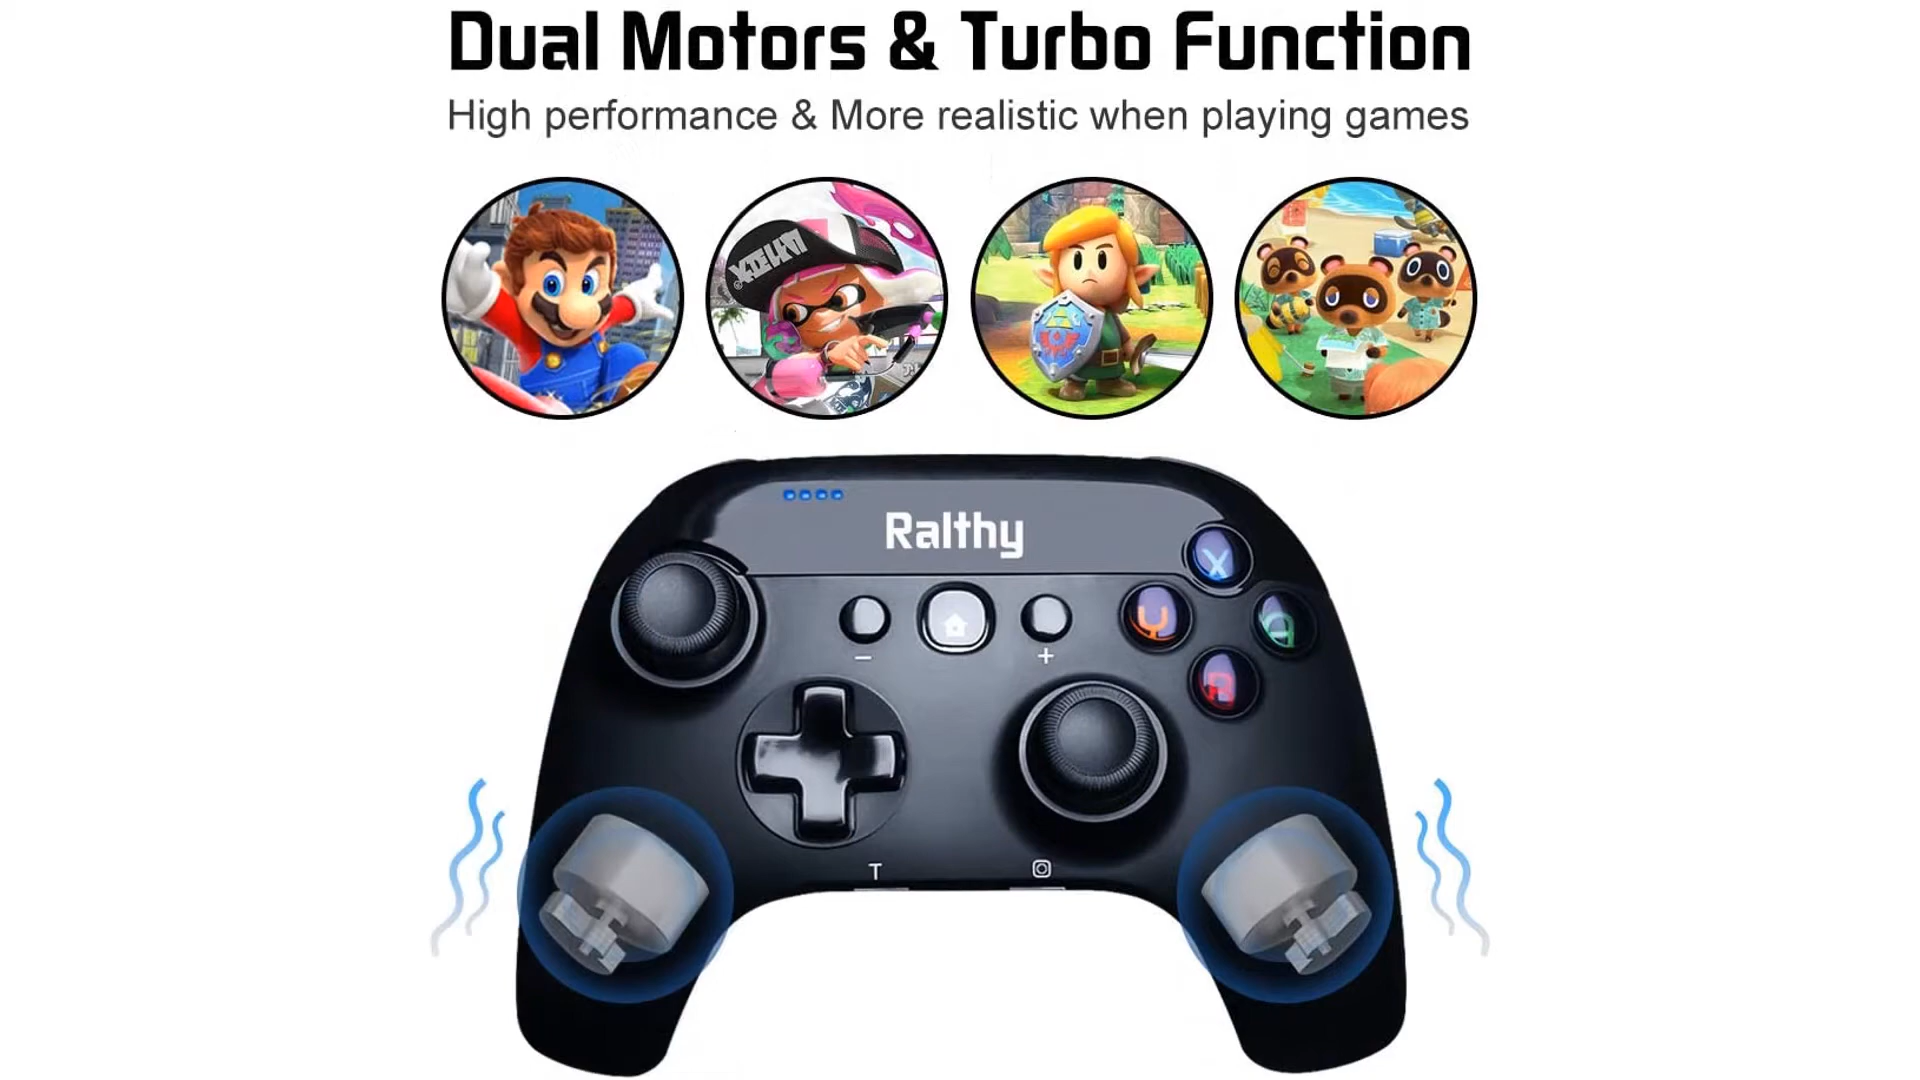 Dual Motors & Turbo Function
High performance & More realistic when playing games
Ralthy
X
Y
A
− +
T